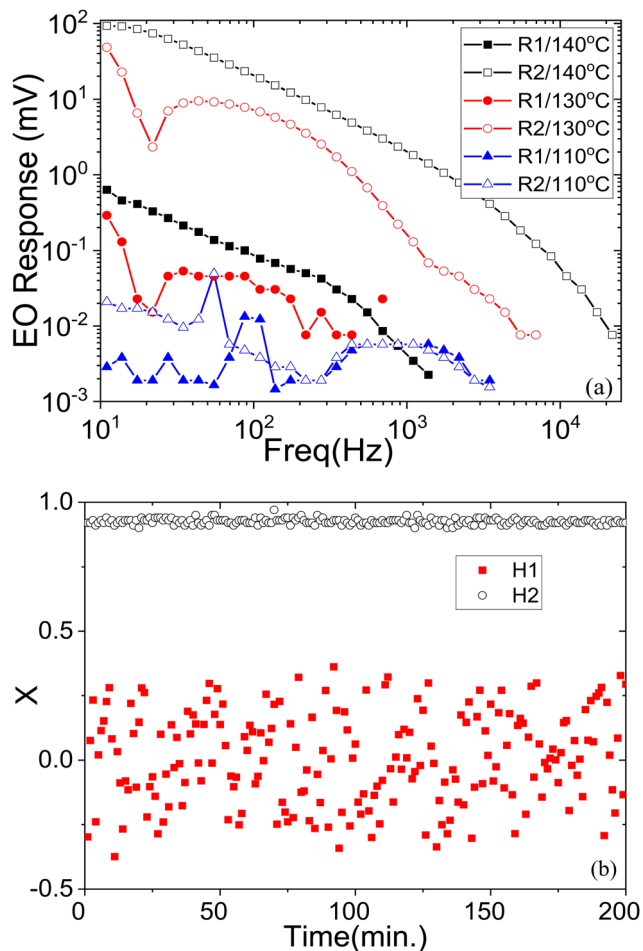 10²
10¹
10⁰
10⁻¹
10⁻²
10⁻³
EO Response (mV)
R1/140°C
R2/140°C
R1/130°C
R2/130°C
R1/110°C
R2/110°C
(a)
10¹
10²
10³
10⁴
Freq(Hz)
1.0
0.5
0.0
-0.5
X
H1
H2
(b)
0
50
100
150
200
Time(min.)